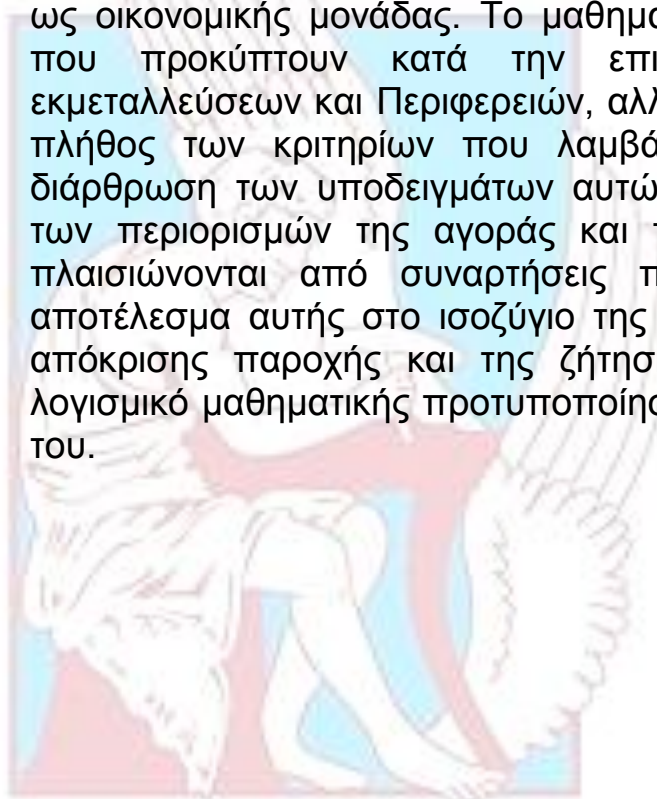 ως οικονομικής μονάδας. Το μαθημα
που προκύπτουν κατά την επι
εκμεταλλεύσεων και Περιφερειών, αλλ
πλήθος των κριτηρίων που λαμβά
διάρθρωση των υποδειγμάτων αυτώ
των περιορισμών της αγοράς και τ
πλαισιώνονται από συναρτήσεις π
αποτέλεσμα αυτής στο ισοζύγιο της
απόκρισης παροχής και της ζήτησ
λογισμικό μαθηματικής προτυποποίησ
του.